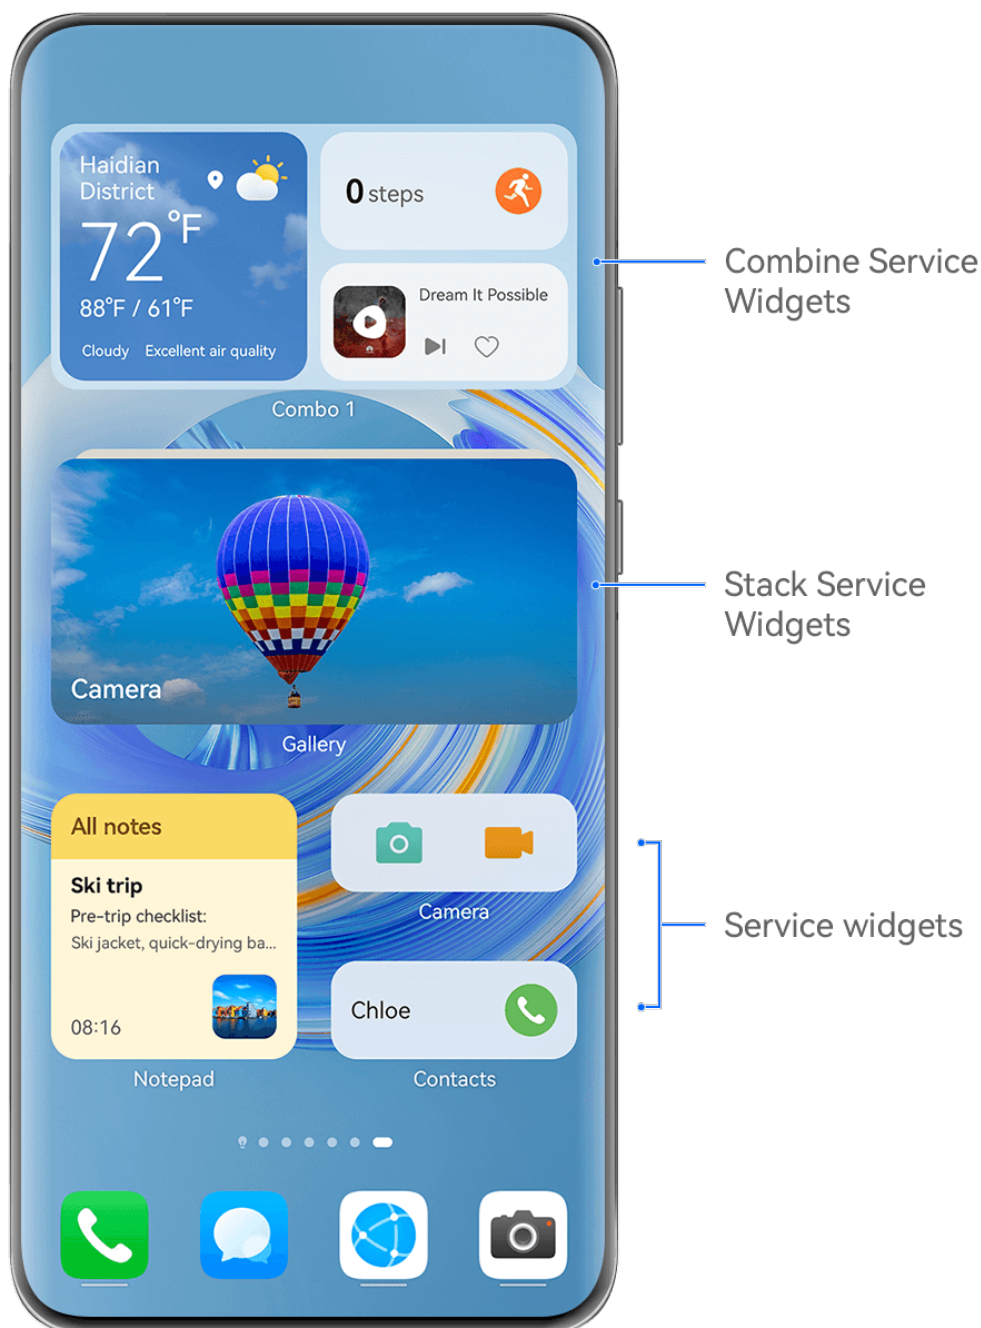 Haidian
District
72°F
88°F / 61°F
Cloudy Excellent air quality
0 steps
Dream It Possible
Combo 1
Combine Service
Widgets
Camera
Gallery
Stack Service
Widgets
All notes
Ski trip
Pre-trip checklist:
Ski jacket, quick-drying ba...
08:16
Notepad
Camera
Chloe
Contacts
Service widgets